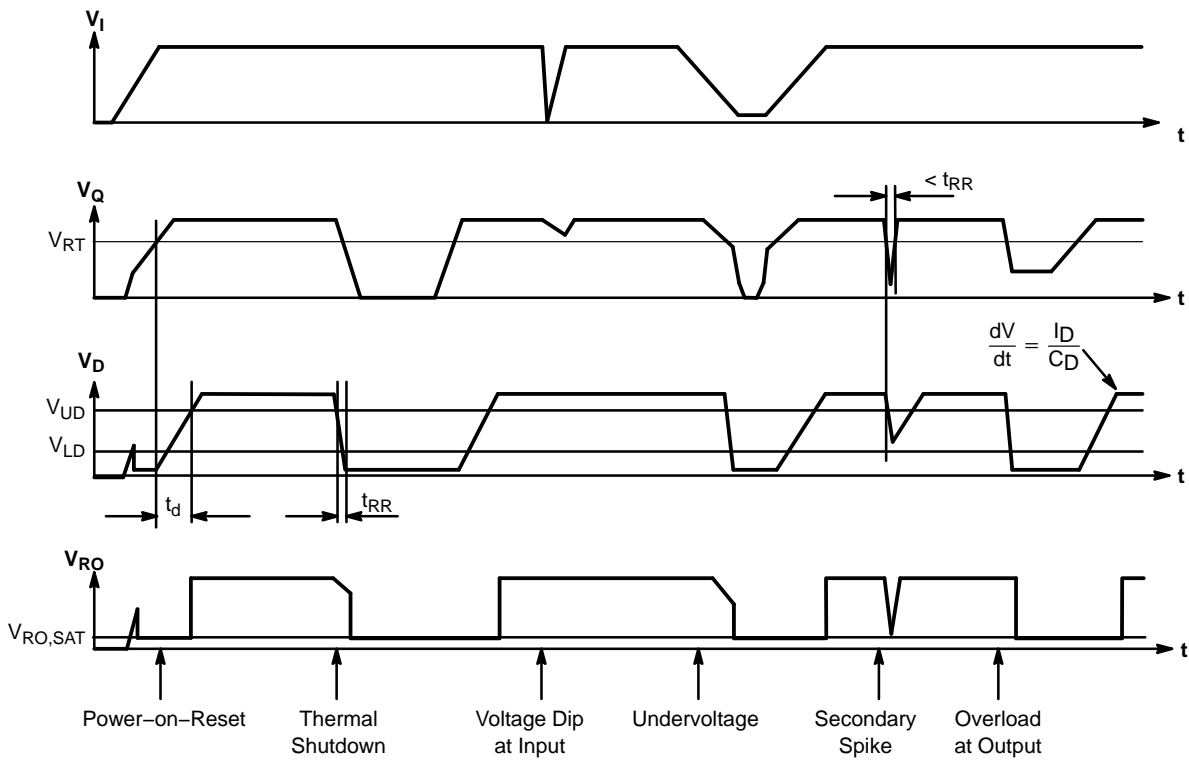 V_I
t
V_Q
< t_RR
V_RT
t
dV/dt = I_D/C_D
V_D
V_UD
V_LD
t
t_d
t_RR
V_RO
V_RO,SAT
t
Power−on−Reset
Thermal
Shutdown
Voltage Dip
at Input
Undervoltage
Secondary
Spike
Overload
at Output